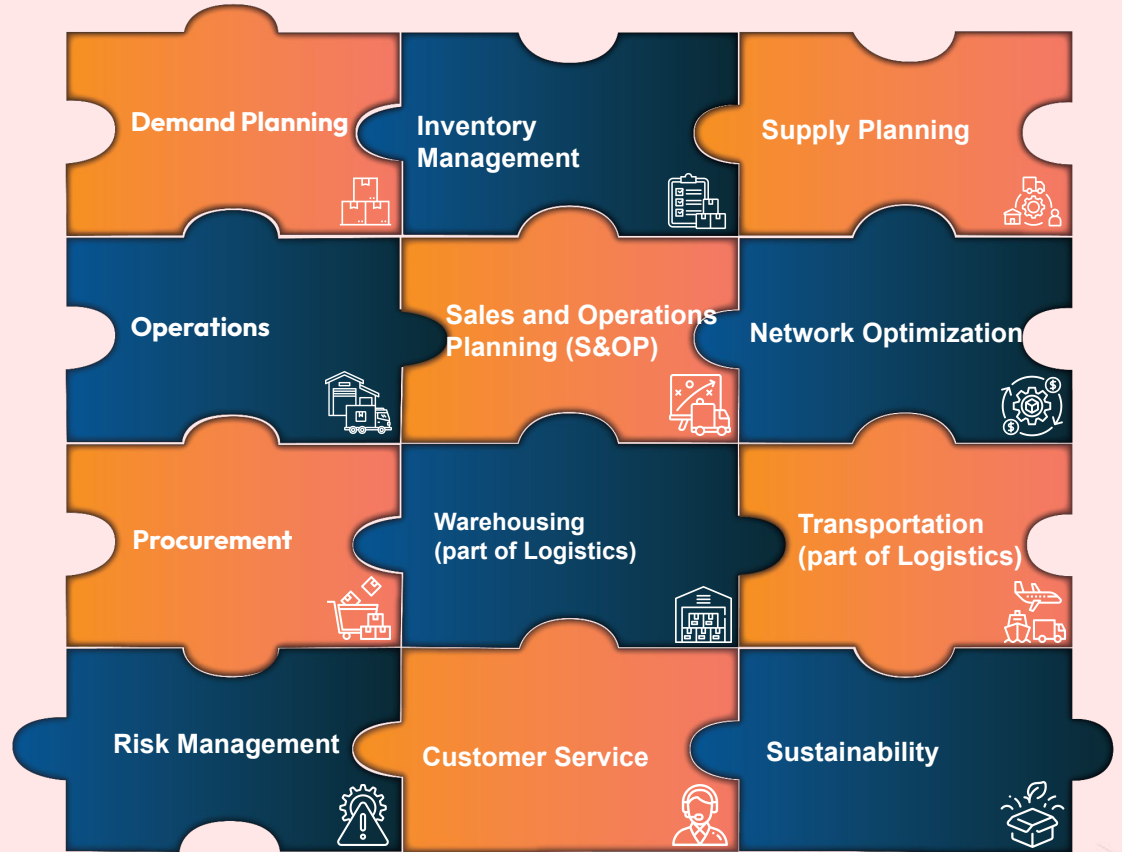 Demand Planning
Inventory
Management
Supply Planning
Operations
Sales and Operations
Planning (S&OP)
Network Optimization
Procurement
Warehousing
(part of Logistics)
Transportation
(part of Logistics)
Risk Management
Customer Service
Sustainability
$
$